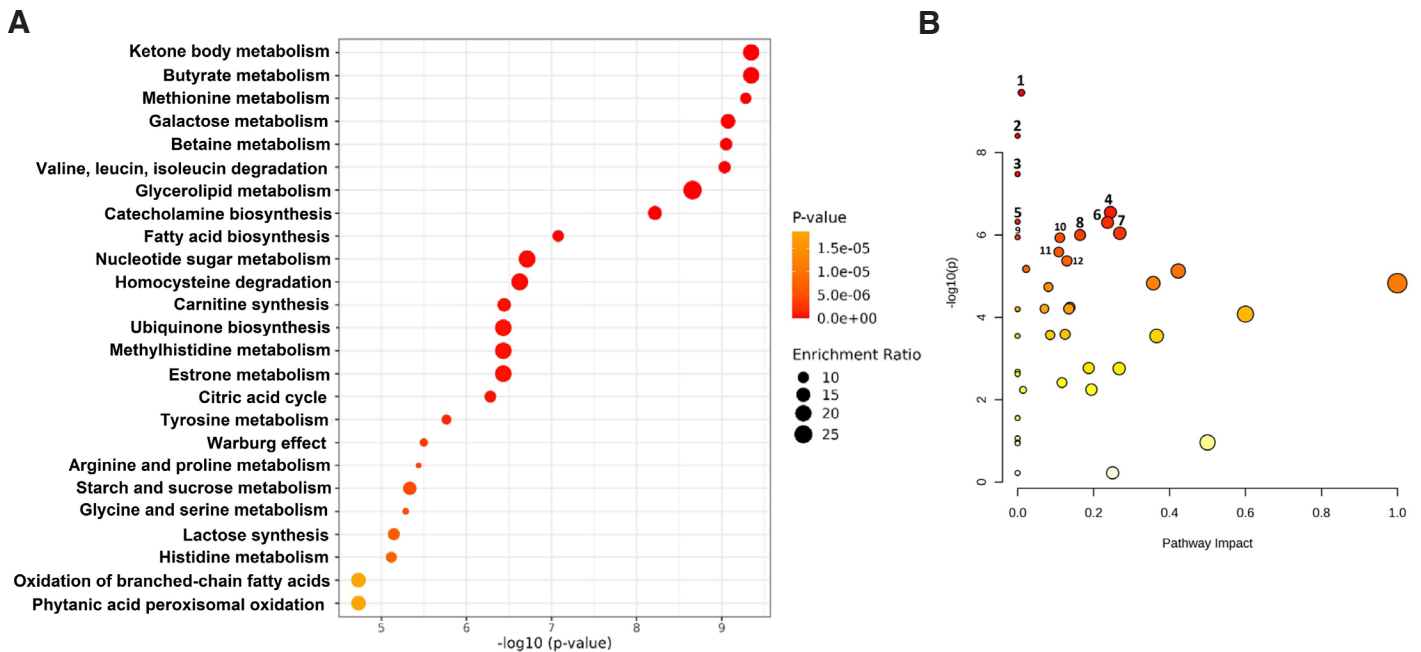 A
Ketone body metabolism
Butyrate metabolism
Methionine metabolism
Galactose metabolism
Betaine metabolism
Valine, leucin, isoleucin degradation
Glycerolipid metabolism
Catecholamine biosynthesis
Fatty acid biosynthesis
Nucleotide sugar metabolism
Homocysteine degradation
Carnitine synthesis
Ubiquinone biosynthesis
Methylhistidine metabolism
Estrone metabolism
Citric acid cycle
Tyrosine metabolism
Warburg effect
Arginine and proline metabolism
Starch and sucrose metabolism
Glycine and serine metabolism
Lactose synthesis
Histidine metabolism
Oxidation of branched-chain fatty acids
Phytanic acid peroxisomal oxidation
5 6 7 8 9
-log10 (p-value)
P-value
1.5e-05
1.0e-05
5.0e-06
0.0e+00
Enrichment Ratio
10
15
20
25
B
1
2
3
4
5
6
7
8
9
10
11
12
8
6
4
2
0
-log10(p)
0.0 0.2 0.4 0.6 0.8 1.0
Pathway Impact